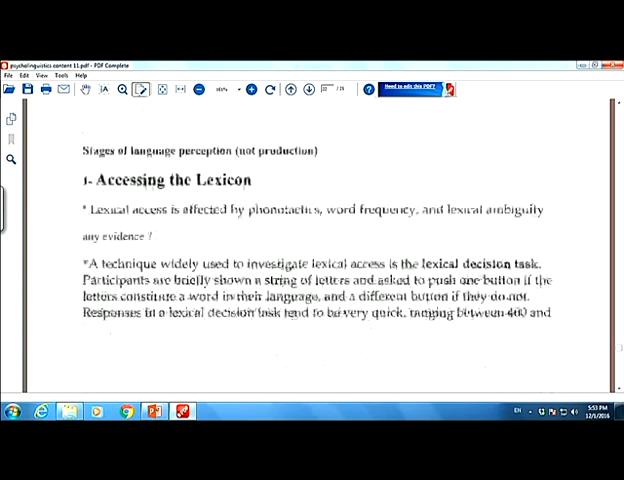 psycholinguistics content 11.pdf - PDF Complete
File Edit View Tools Help
Need to edit this PDF?
Stages of language perception (not production)
1- Accessing the Lexicon
* Lexical access is affected by phonotactics, word frequency, and lexical ambiguity
any evidence ?
*A technique widely used to investigate lexical access is the lexical decision task.
Participants are briefly shown a string of letters and asked to push one button if the
letters constitute a word in their language, and a different button if they do not.
Responses in a lexical decision task tend to be very quick, ranging between 400 and
EN
5:53 PM
12/1/2016